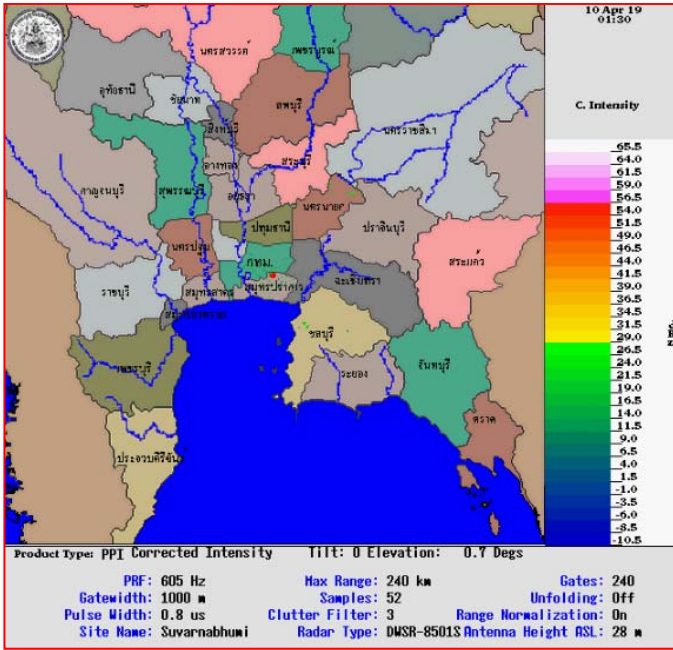 10 Apr 19
01:30
C. Intensity
นครสวรรค์
เพชรบูรณ์
อุทัยธานี
ชัยนาท
ลพบุรี
สิงห์บุรี
นครราชสีมา
อ่างทอง
สระบุรี
กาญจนบุรี
สุพรรณบุรี
อยุธยา
นครนายก
ปทุมธานี
ปราจีนบุรี
นครปฐม
กทม.
สระแก้ว
ราชบุรี
สมุทรสาคร
สมุทรปราการ
ฉะเชิงเทรา
สมุทรสงคราม
ชลบุรี
เพชรบุรี
ระยอง
จันทบุรี
ตราด
ประจวบคีรีขันธ์
65.5
64.0
61.5
59.0
56.5
54.0
51.5
49.0
46.5
44.0
41.5
39.0
36.5
34.0
31.5
29.0
26.5
24.0
21.5
19.0
16.5
14.0
11.5
9.0
6.5
4.0
1.5
-1.0
-3.5
-6.0
-8.5
-10.5
Product Type: PPI Corrected Intensity Tilt: 0 Elevation: 0.7 Degs
PRF: 605 Hz Max Range: 240 km Gates: 240
Gatewidth: 1000 m Samples: 52 Unfolding: Off
Pulse Width: 0.8 us Clutter Filter: 3 Range Normalization: On
Site Name: Suvarnabhumi Radar Type: DWSR-8501S Antenna Height ASL: 28 m